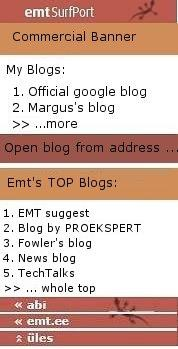 emt SurfPort
Commercial Banner
My Blogs:
1. Official google blog
2. Margus's blog
>> ...more
Open blog from address ...
Emt's TOP Blogs:
1. EMT suggest
2. Blog by PROEKSPERT
3. Fowler's blog
4. News blog
5. TechTalks
>> ... whole top
« abi
« emt.ee
« üles